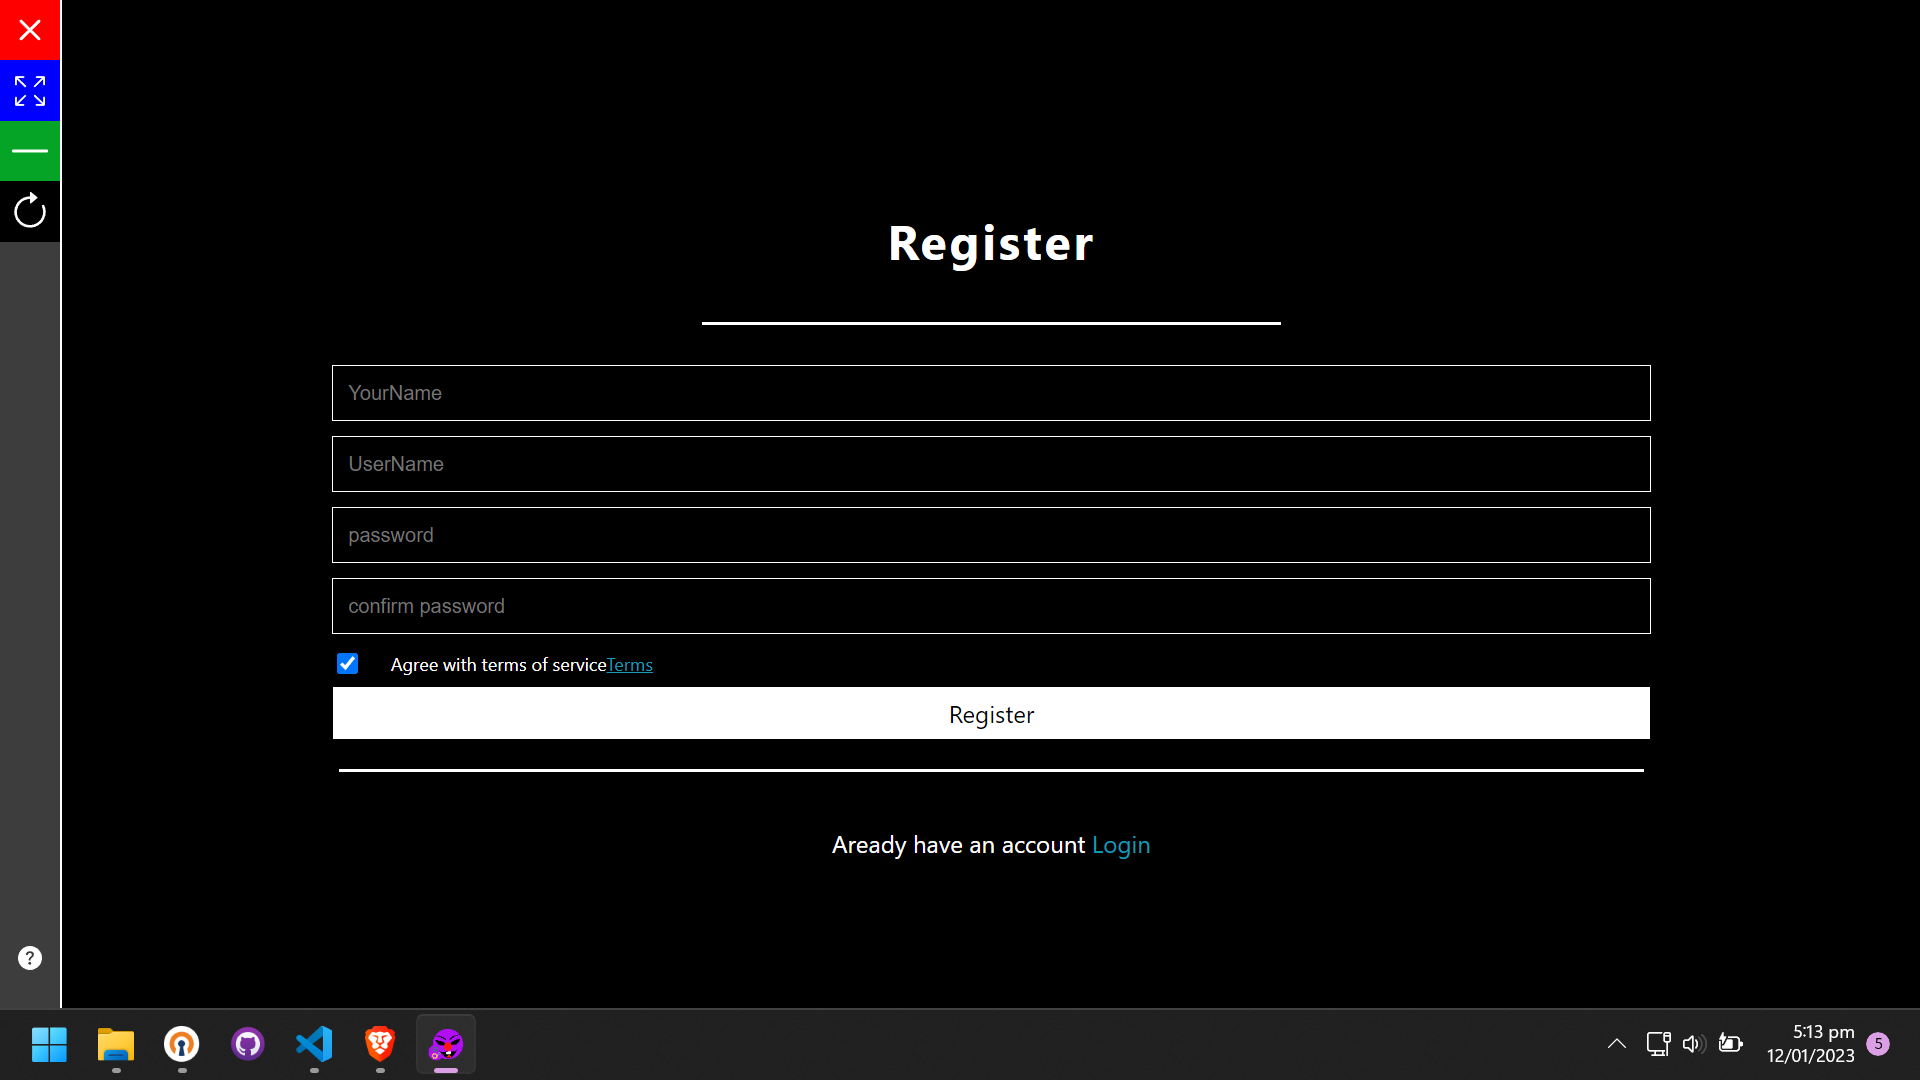 Register
YourName
UserName
password
confirm password
Agree with terms of serviceTerms
Register
Aready have an account Login
?
5:13 pm
12/01/2023
5